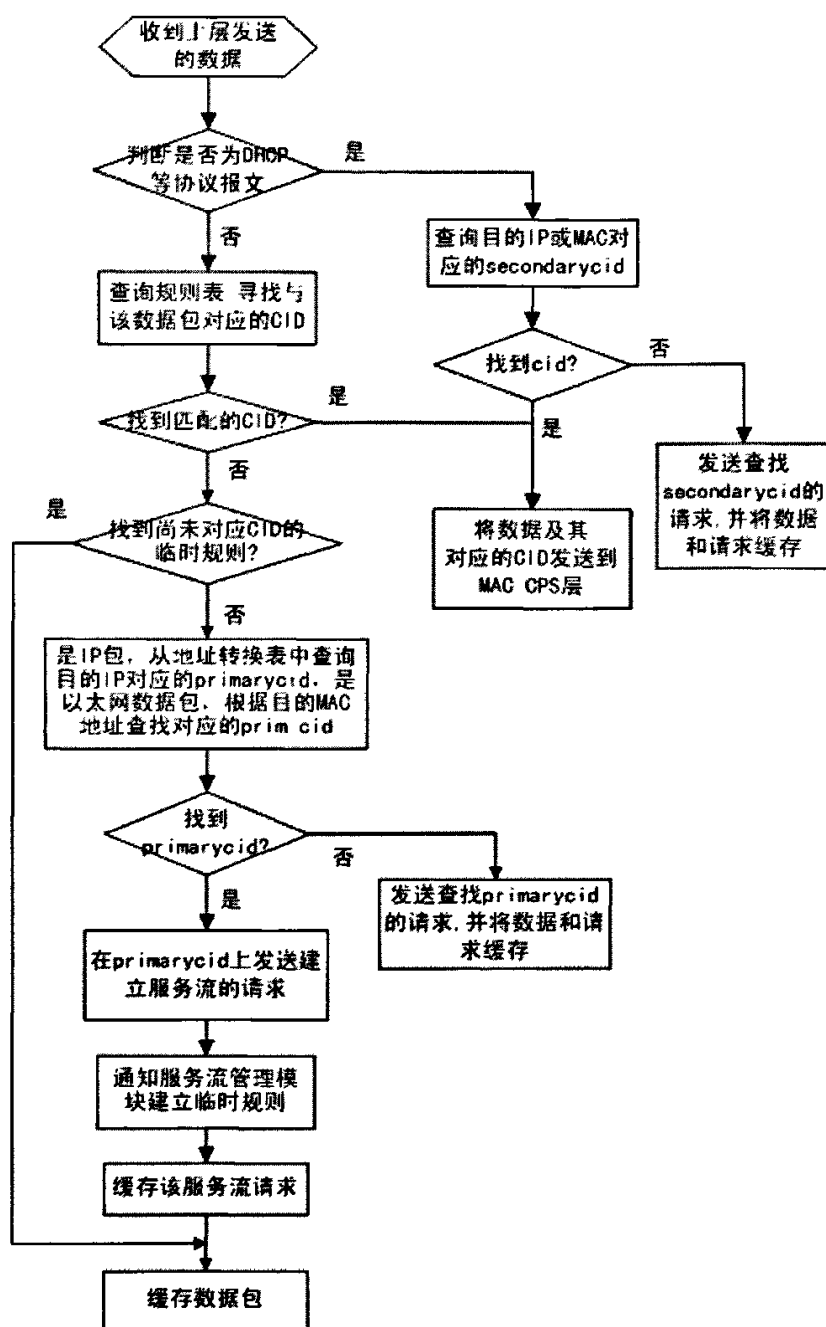 收到上层发送
的数据
判断是否为DHCP
等协议报文
是
否
查询目的IP或MAC对
应的secondarycid
查询规则表 寻找与
该数据包对应的CID
找到cid?
否
是
找到匹配的CID?
是
否
发送查找
secondarycid的
请求,并将数据
和请求缓存
将数据及其
对应的CID发送到
MAC CPS层
是
找到尚未对应CID的
临时规则?
否
是IP包, 从地址转换表中查询
目的IP对应的primarycid, 是
以太网数据包, 根据目的MAC
地址查找对应的prim cid
找到
primarycid?
否
是
发送查找primarycid
的请求,并将数据和请
求缓存
在primarycid上发送建
立服务流的请求
通知服务流管理模
块建立临时规则
缓存该服务流请求
缓存数据包